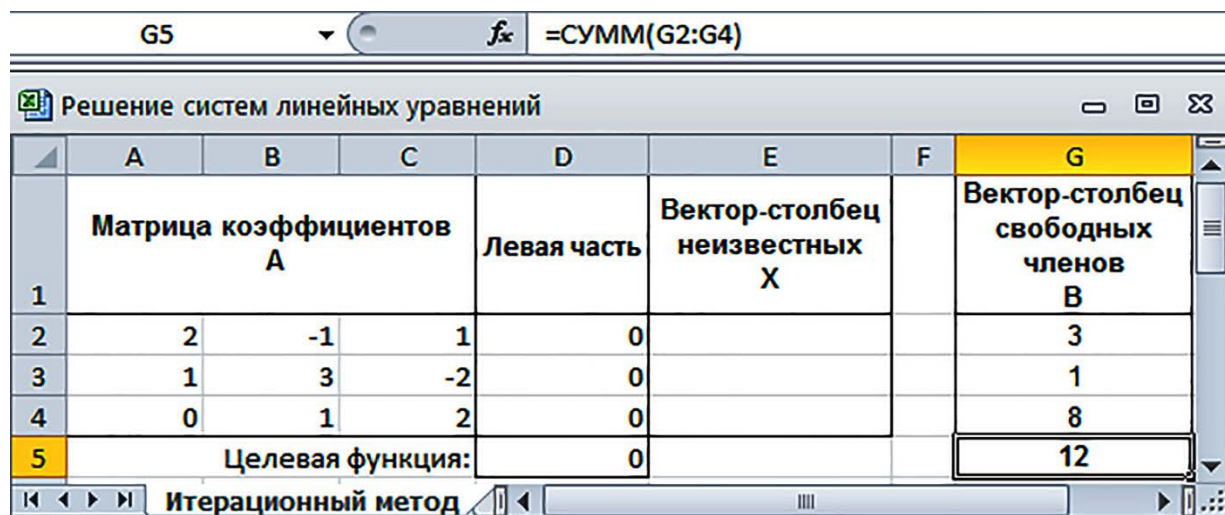 G5 fx =СУММ(G2:G4)
Решение систем линейных уравнений
A B C D E F G
1 Матрица коэффициентов
А
Левая часть
Вектор-столбец
неизвестных
Х
Вектор-столбец
свободных
членов
В
2 2 -1 1 0 3
3 1 3 -2 0 1
4 0 1 2 0 8
5 Целевая функция: 0 12
Итерационный метод